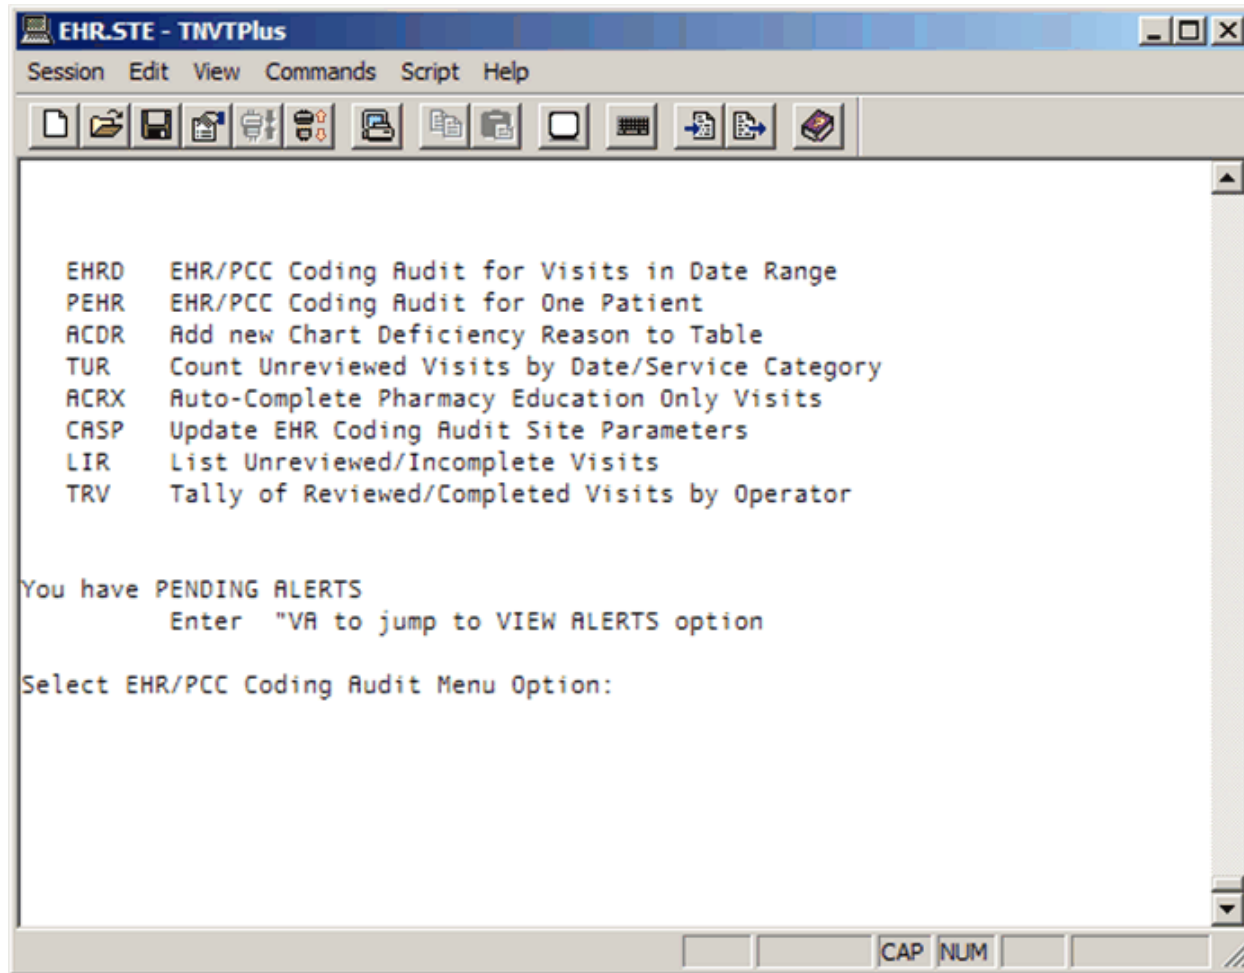 EHR.STE - TNVTPlus
Session Edit View Commands Script Help
EHRD EHR/PCC Coding Audit for Visits in Date Range
PEHR EHR/PCC Coding Audit for One Patient
ACDR Add new Chart Deficiency Reason to Table
TUR Count Unreviewed Visits by Date/Service Category
ACRX Auto-Complete Pharmacy Education Only Visits
CASP Update EHR Coding Audit Site Parameters
LIR List Unreviewed/Incomplete Visits
TRV Tally of Reviewed/Completed Visits by Operator
You have PENDING ALERTS
Enter "VA to jump to VIEW ALERTS option
Select EHR/PCC Coding Audit Menu Option:
CAP NUM